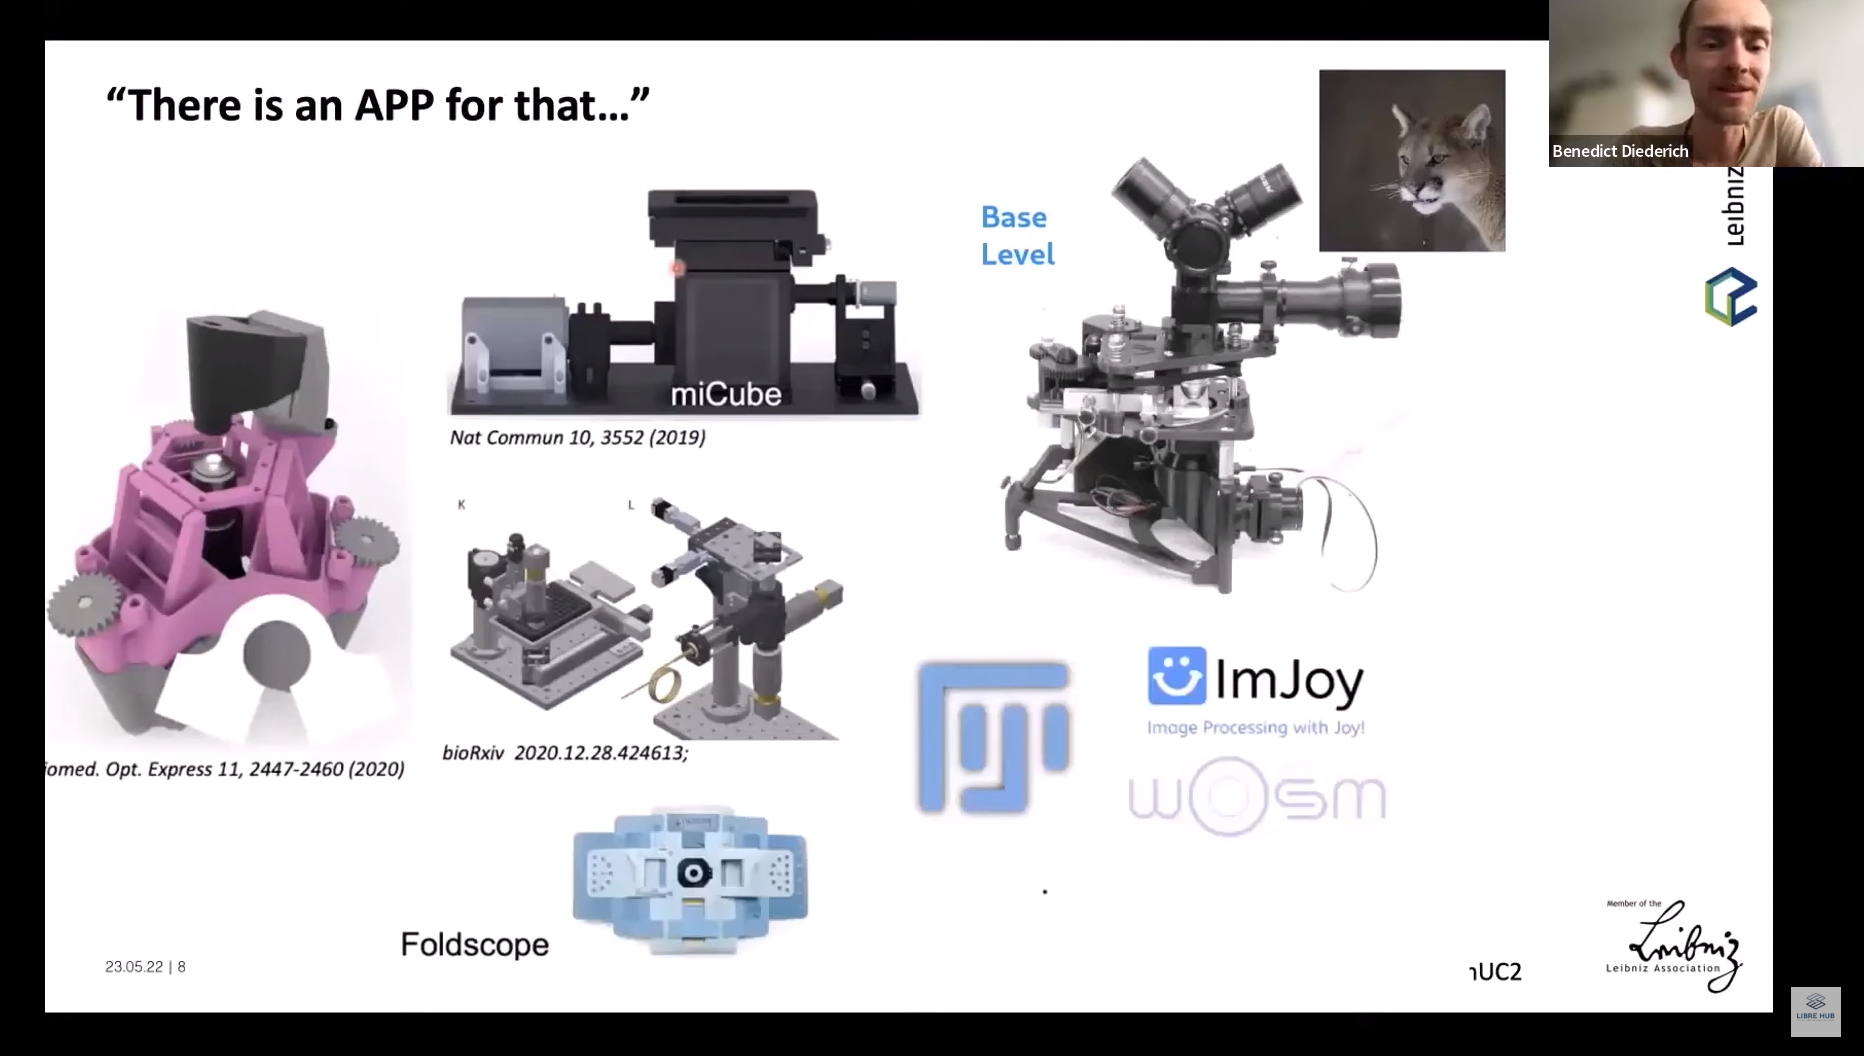 “There is an APP for that...”
Benedict Diederich
Leibniz
Base
Level
miCube
Nat Commun 10, 3552 (2019)
K
L
iomed. Opt. Express 11, 2447-2460 (2020)
bioRxiv 2020.12.28.424613;
ImJoy
Image Processing with Joy!
wosm
Foldscope
23.05.22 | 8
nUC2
Member of the
Leibniz
Leibniz Association
LIBRE HUB